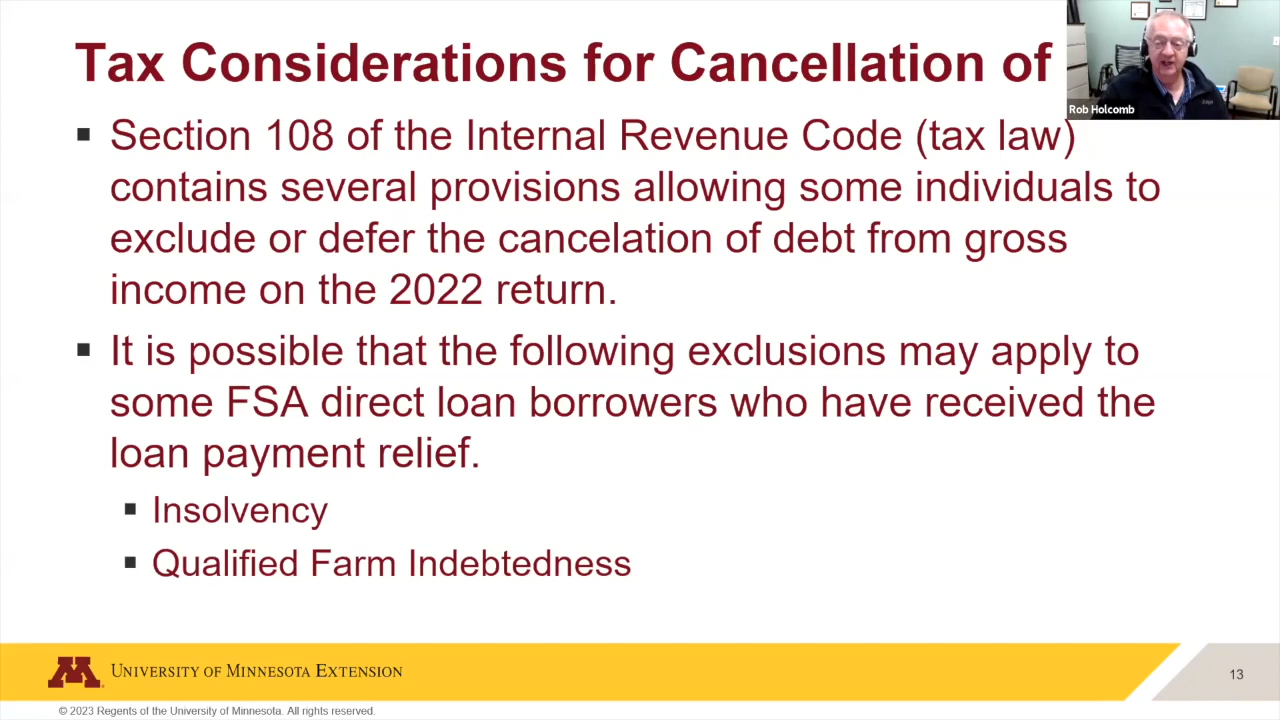 Tax Considerations for Cancellation of
Rob Holcomb
▪ Section 108 of the Internal Revenue Code (tax law)
contains several provisions allowing some individuals to
exclude or defer the cancelation of debt from gross
income on the 2022 return.
▪ It is possible that the following exclusions may apply to
some FSA direct loan borrowers who have received the
loan payment relief.
▪ Insolvency
▪ Qualified Farm Indebtedness
M University of Minnesota Extension
13
© 2023 Regents of the University of Minnesota. All rights reserved.